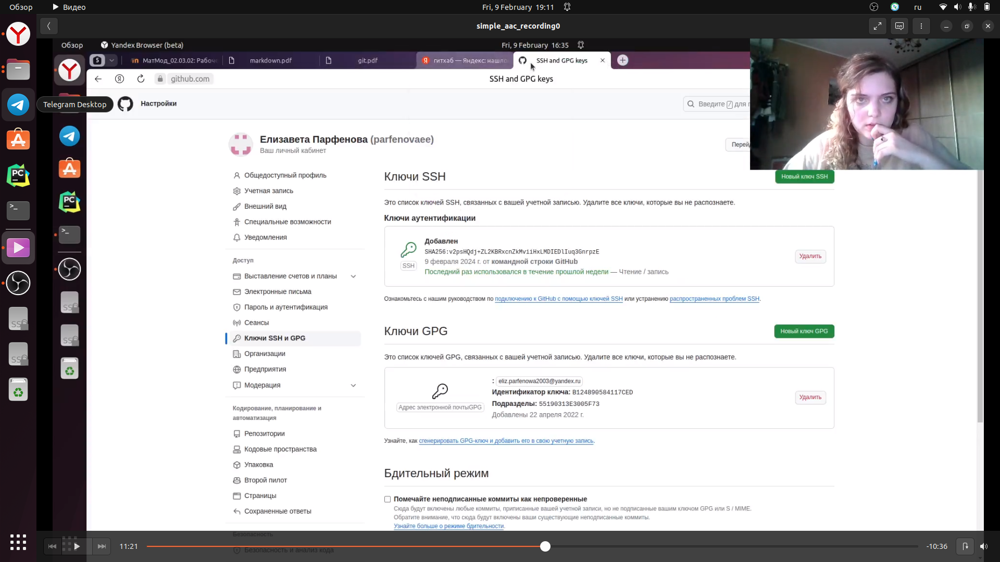 Обзор
Видео
Fri, 9 February 19:11
ru
simple_aac_recording0
Обзор
Yandex Browser (beta)
Fri, 9 February 16:35
5
МатМод_02.03.02: Рабоч
markdown.pdf
git.pdf
гитхаб — Яндекс: нашло
SSH and GPG keys
github.com
SSH and GPG keys
Telegram Desktop
Настройки
Введите / для п
Елизавета Парфенова (parfenovaee)
Ваш личный кабинет
Перейд
Общедоступный профиль
Учетная запись
Внешний вид
Специальные возможности
Уведомления
Доступ
Выставление счетов и планы
Электронные письма
Пароль и аутентификация
Сеансы
Ключи SSH и GPG
Организации
Предприятия
Модерация
Кодирование, планирование и
автоматизация
Репозитории
Кодовые пространства
Упаковка
Второй пилот
Страницы
Сохраненные ответы
Безопасность
Безопасность и анализ кода
Ключи SSH
Новый ключ SSH
Это список ключей SSH, связанных с вашей учетной записью. Удалите все ключи, которые вы не распознаете.
Ключи аутентификации
SSH
Добавлен
SHA256:v2psHQdj+ZL2KBRxcnZkMviiHxLMDIEDlIuq3GnrpzE
9 февраля 2024 г. от командной строки GitHub
Последний раз использовался в течение прошлой недели — Чтение / запись
Удалить
Ознакомьтесь с нашим руководством по подключению к GitHub с помощью ключей SSH или устранению распространенных проблем SSH.
Ключи GPG
Новый ключ GPG
Это список ключей GPG, связанных с вашей учетной записью. Удалите все ключи, которые вы не распознаете.
Адрес электронной почтыGPG
: eliz.parfenowa2003@yandex.ru
Идентификатор ключа: B124890584117CED
Подразделы: 55190313E3005F73
Добавлены 22 апреля 2022 г.
Удалить
Узнайте, как сгенерировать GPG-ключ и добавить его в свою учетную запись.
Бдительный режим
Помечайте неподписанные коммиты как непроверенные
Сюда будут включены любые коммиты, приписанные вашей учетной записи, но не подписанные вашим ключом GPG или S / MIME.
Обратите внимание, что сюда будут включены ваши существующие неподписанные коммиты.
Узнайте больше о режиме бдительности.
PC
PC
SSD
SSD
11:21
-10:36